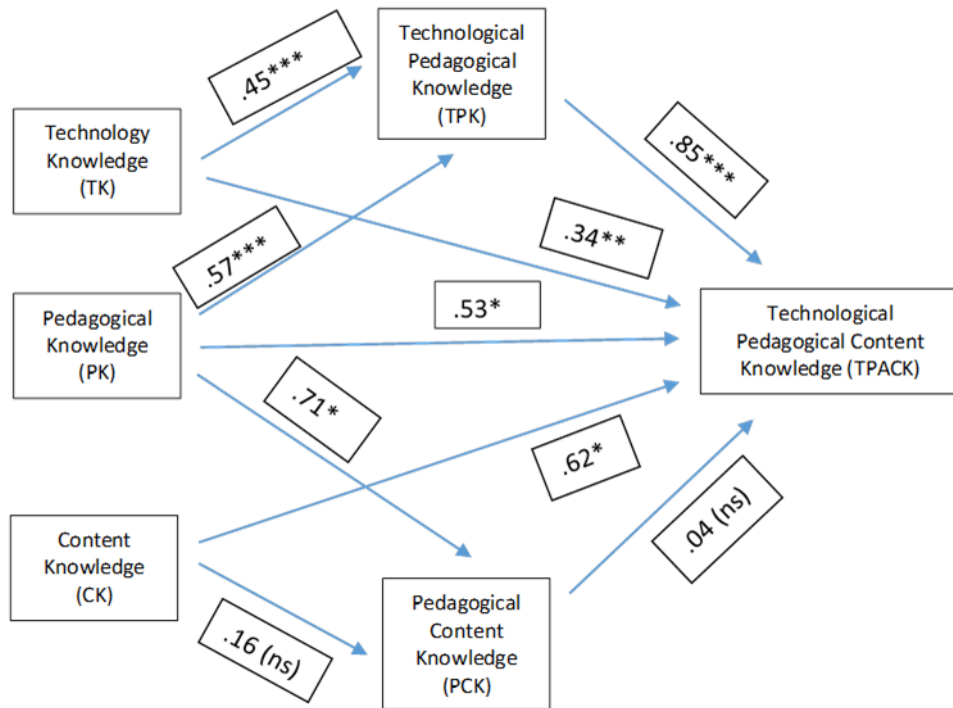 Technological
Pedagogical
Knowledge
(TPK)
.45***
Technology
Knowledge
(TK)
.85***
.57***
.34**
Pedagogical
Knowledge
(PK)
.53*
Technological
Pedagogical Content
Knowledge (TPACK)
.71*
.62*
Content
Knowledge
(CK)
.04 (ns)
.16 (ns)
Pedagogical
Content
Knowledge
(PCK)